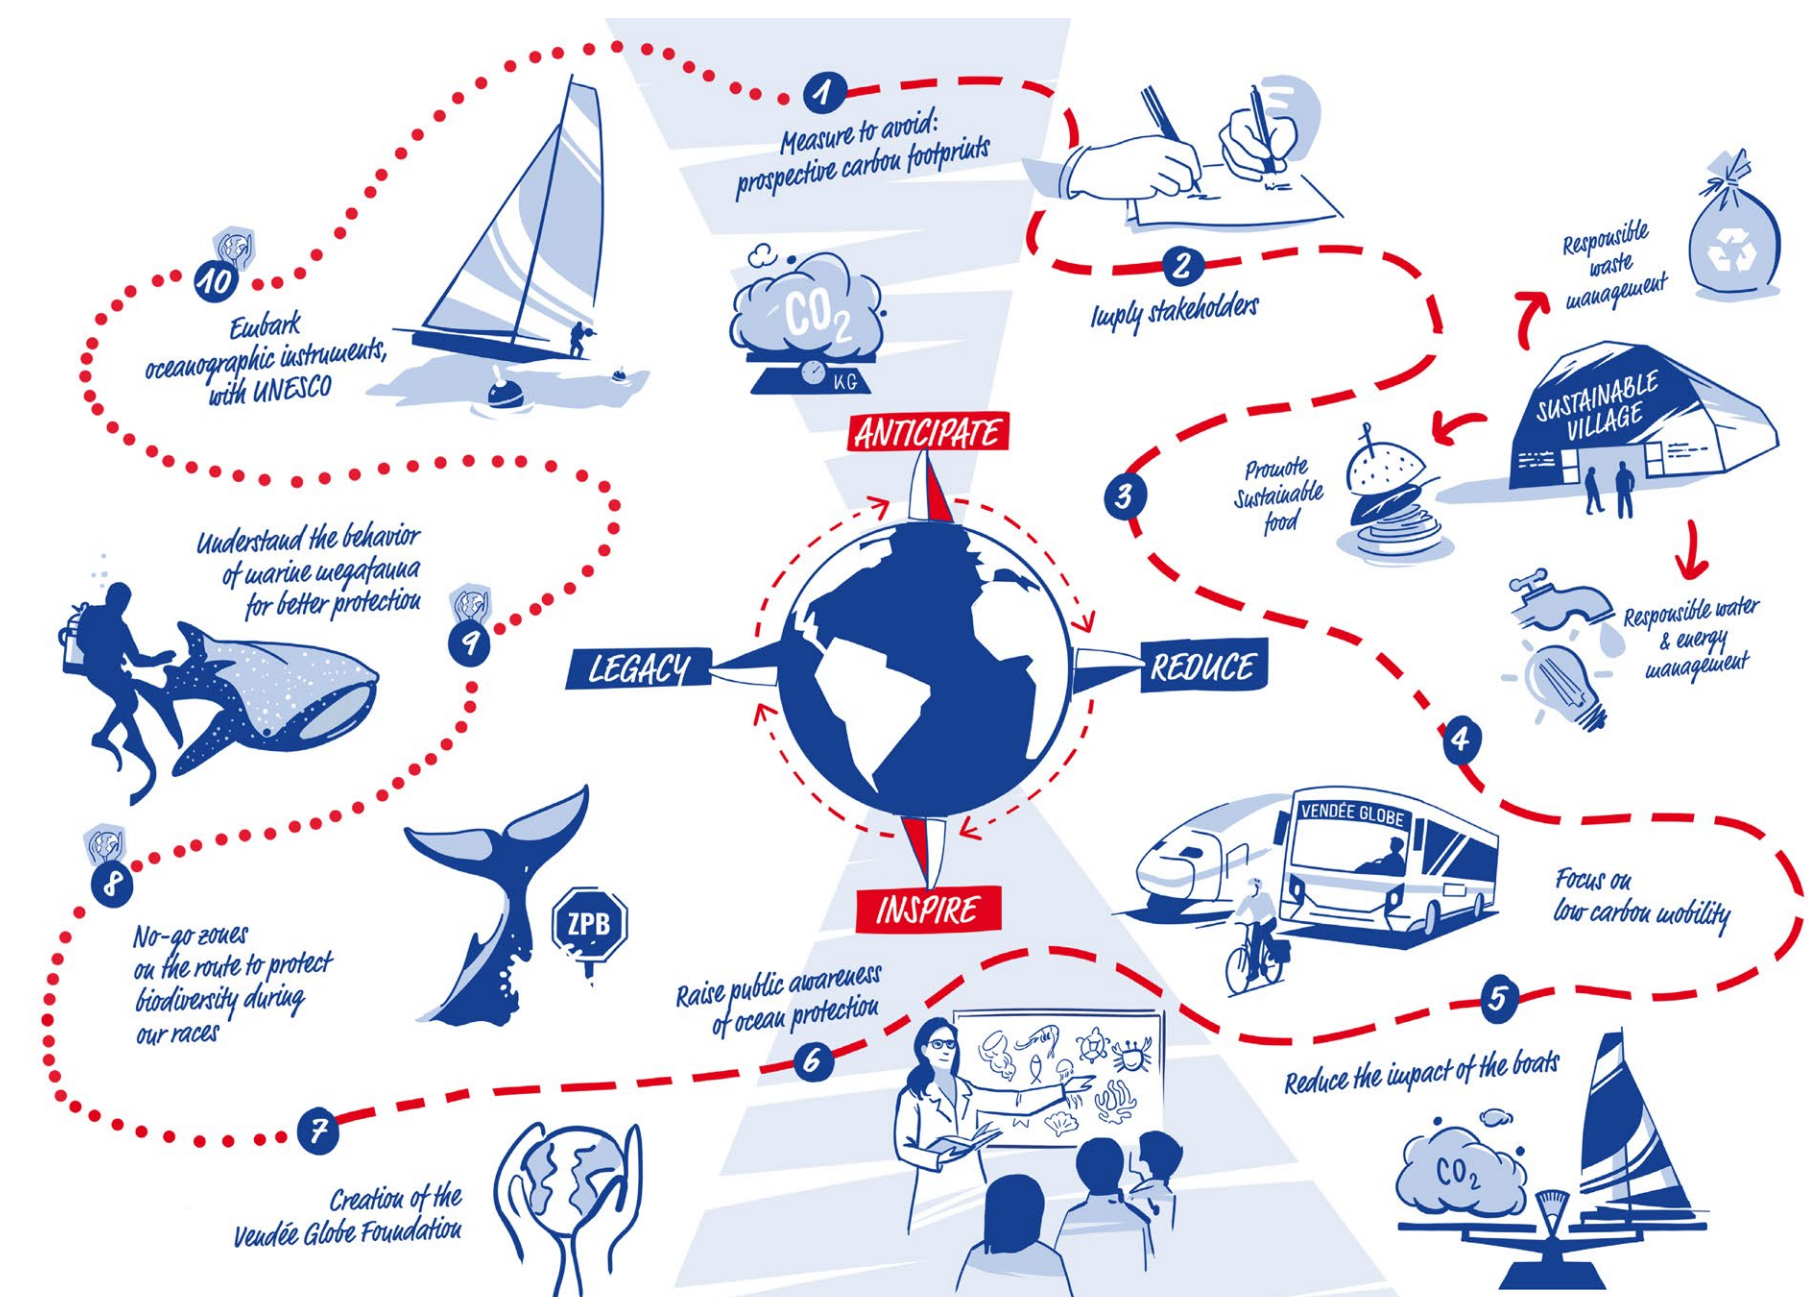 1
Measure to avoid:
prospective carbon footprints
CO2
KG
ANTICIPATE
2
Imply stakeholders
3
SUSTAINABLE
VILLAGE
Responsible
waste
management
Promote
Sustainable
food
Responsible water
& energy
management
REDUCE
4
VENDÉE GLOBE
Focus on
low carbon mobility
5
Reduce the impact of the boats
CO2
INSPIRE
6
Raise public awareness
of ocean protection
7
Creation of the
Vendée Globe Foundation
LEGACY
8
No-go zones
on the route to protect
biodiversity during
our races
ZPB
9
Understand the behavior
of marine megafauna
for better protection
10
Embark
oceanographic instruments,
with UNESCO